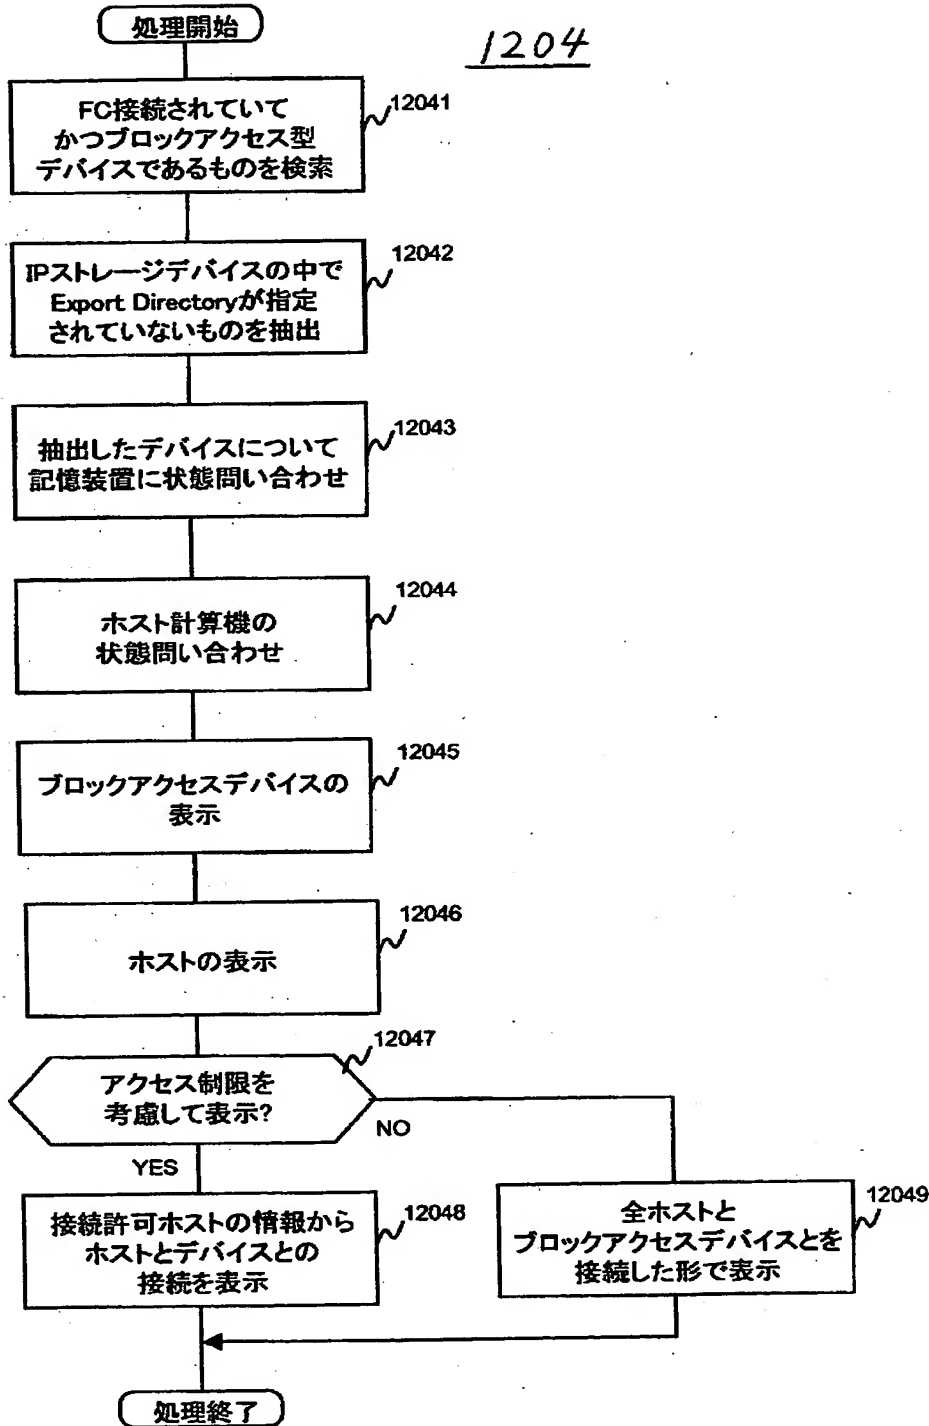 処理開始
1204
FC接続されていて
かつブロックアクセス型
デバイスであるものを検索
12041
IPストレージデバイスの中で
Export Directoryが指定
されていないものを抽出
12042
抽出したデバイスについて
記憶装置に状態問い合わせ
12043
ホスト計算機の
状態問い合わせ
12044
ブロックアクセスデバイスの
表示
12045
ホストの表示
12046
アクセス制限を
考慮して表示?
12047
NO
YES
接続許可ホストの情報から
ホストとデバイスとの
接続を表示
12048
全ホストと
ブロックアクセスデバイスとを
接続した形で表示
12049
処理終了